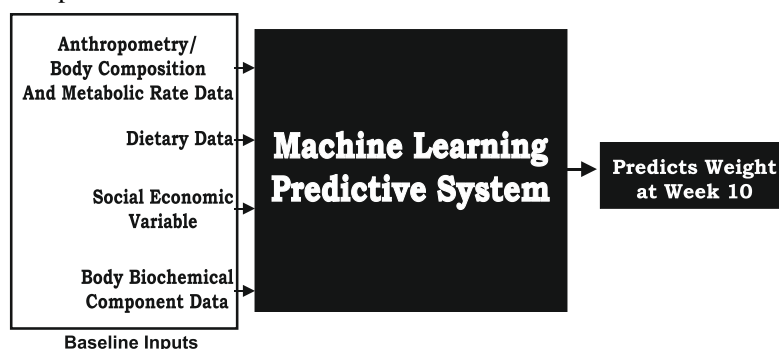 Anthropometry/
Body Composition
And Metabolic Rate Data
Dietary Data
Social Economic
Variable
Body Biochemical
Component Data
Baseline Inputs
Machine Learning
Predictive System
Predicts Weight
at Week 10